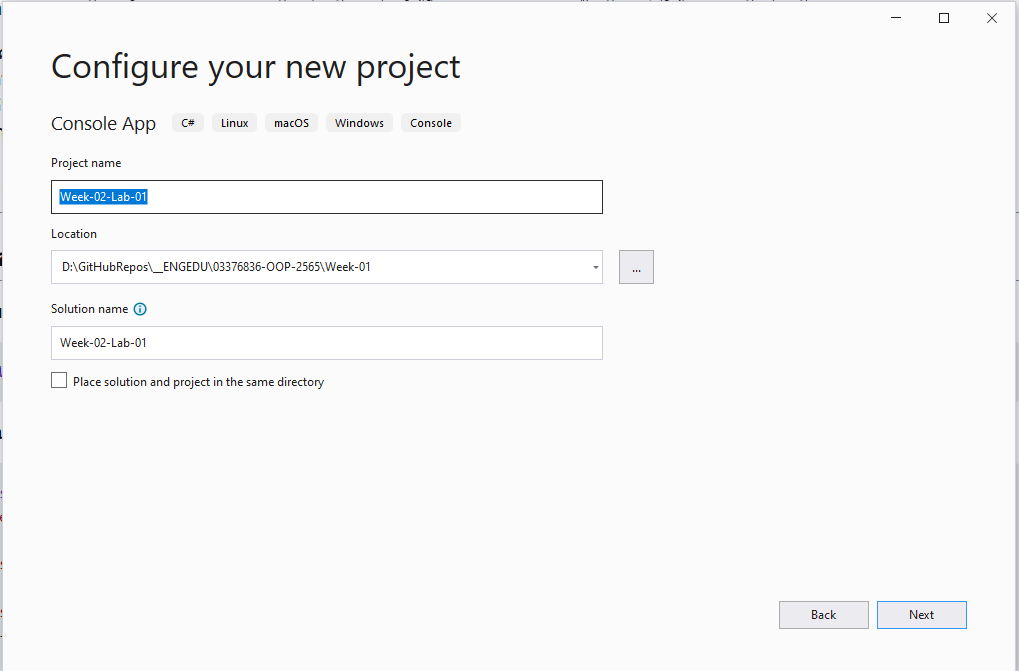 Configure your new project
Console App C# Linux macOS Windows Console
Project name
Week-02-Lab-01
Location
D:\GitHubRepos\__ENGEDU\03376836-OOP-2565\Week-01
...
Solution name
Week-02-Lab-01
Place solution and project in the same directory
Back Next